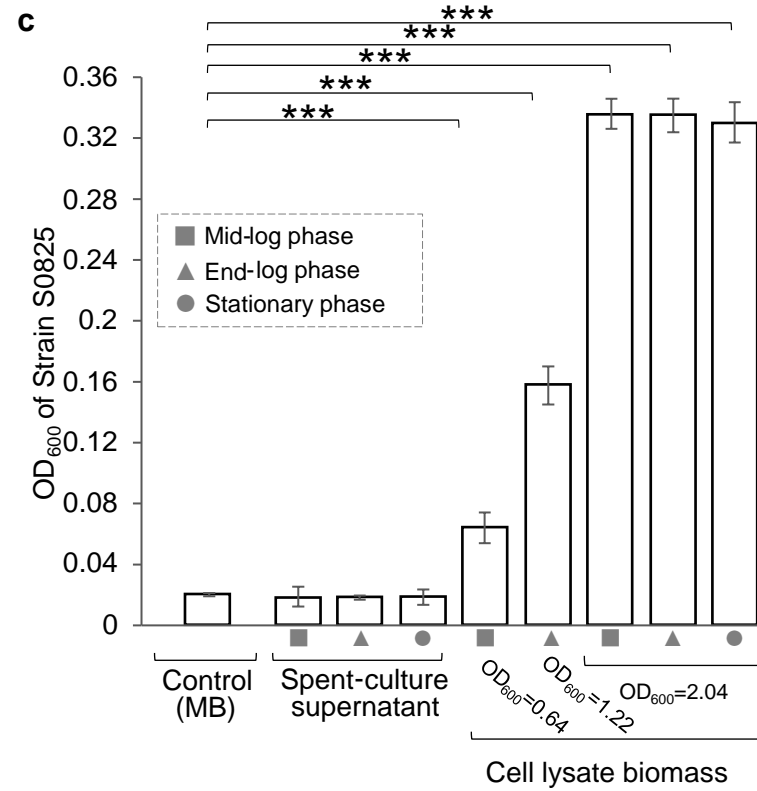 c
***
***
***
***
***
0.36
0.32
0.28
0.24
0.2
0.16
0.12
0.08
0.04
0
OD600 of Strain S0825
Mid-log phase
End-log phase
Stationary phase
Control
(MB)
Spent-culture
supernatant
OD600=0.64
OD600=1.22
OD600=2.04
Cell lysate biomass